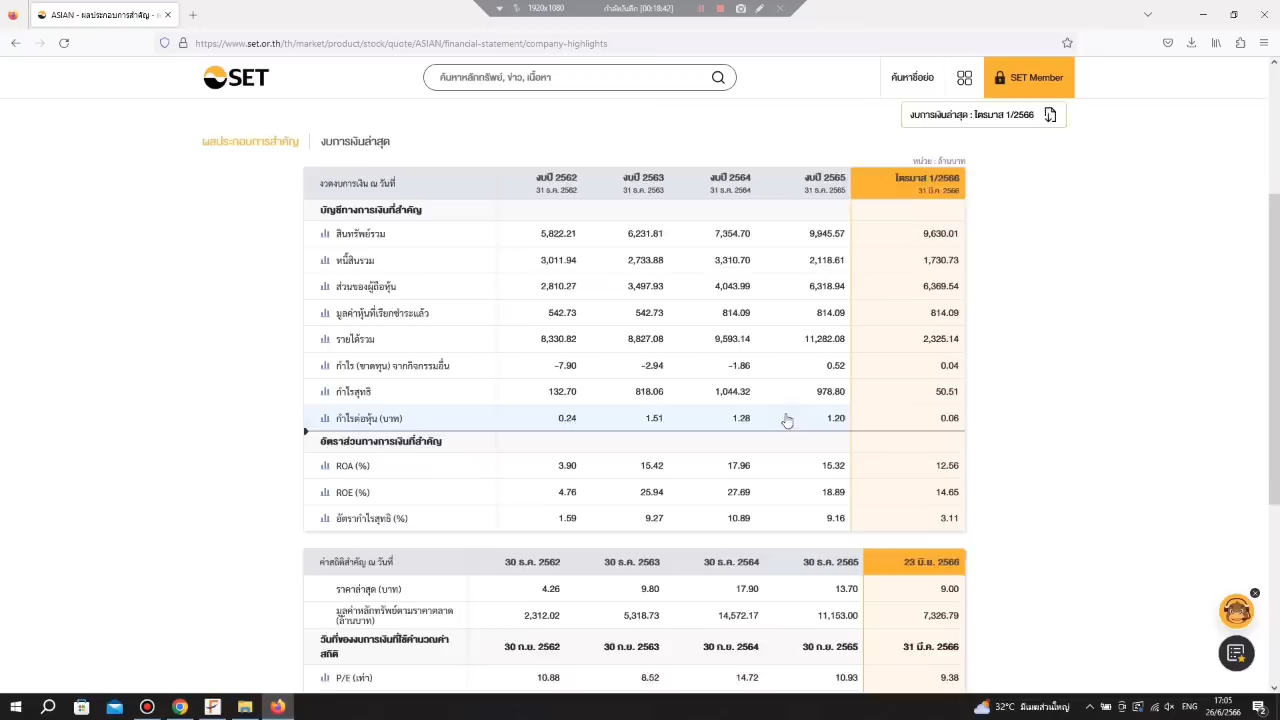 ASIAN - ผลประกอบการสำคัญ - ต
1920x1080 กำลังบันทึก [00:18:42]
https://www.set.or.th/th/market/product/stock/quote/ASIAN/financial-statement/company-highlights
SET ค้นหาหลักทรัพย์, ข่าว, เนื้อหา ค้นหาชื่อย่อ SET Member
งบการเงินล่าสุด : ไตรมาส 1/2566
ผลประกอบการสำคัญ งบการเงินล่าสุด
หน่วย : ล้านบาท
งวดงบการเงิน ณ วันที่ งบปี 2562 งบปี 2563 งบปี 2564 งบปี 2565 ไตรมาส 1/2566
31 ธ.ค. 2562 31 ธ.ค. 2563 31 ธ.ค. 2564 31 ธ.ค. 2565 31 มี.ค. 2566
บัญชีทางการเงินที่สำคัญ
สินทรัพย์รวม 5,822.21 6,231.81 7,354.70 9,945.57 9,630.01
หนี้สินรวม 3,011.94 2,733.88 3,310.70 2,118.61 1,730.73
ส่วนของผู้ถือหุ้น 2,810.27 3,497.93 4,043.99 6,318.94 6,369.54
มูลค่าหุ้นที่เรียกชำระแล้ว 542.73 542.73 814.09 814.09 814.09
รายได้รวม 8,330.82 8,827.08 9,593.14 11,282.08 2,325.14
กำไร (ขาดทุน) จากกิจกรรมอื่น -7.90 -2.94 -1.86 0.52 0.04
กำไรสุทธิ 132.70 818.06 1,044.32 978.80 50.51
กำไรต่อหุ้น (บาท) 0.24 1.51 1.28 1.20 0.06
อัตราส่วนทางการเงินที่สำคัญ
ROA (%) 3.90 15.42 17.96 15.32 12.56
ROE (%) 4.76 25.94 27.69 18.89 14.65
อัตรากำไรสุทธิ (%) 1.59 9.27 10.89 9.16 3.11
ค่าสถิติสำคัญ ณ วันที่ 30 ธ.ค. 2562 30 ธ.ค. 2563 30 ธ.ค. 2564 30 ธ.ค. 2565 23 มิ.ย. 2566
ราคาล่าสุด (บาท) 4.26 9.80 17.90 13.70 9.00
มูลค่าหลักทรัพย์ตามราคาตลาด
(ล้านบาท) 2,312.02 5,318.73 14,572.17 11,153.00 7,326.79
วันที่ของงบการเงินที่ใช้คำนวณค่า
สถิติ 30 ก.ย. 2562 30 ก.ย. 2563 30 ก.ย. 2564 30 ก.ย. 2565 31 มี.ค. 2566
P/E (เท่า) 10.88 8.52 14.72 10.93 9.38
32°C มีฝนตกเป็นส่วนใหญ่ 17:05
26/6/2566